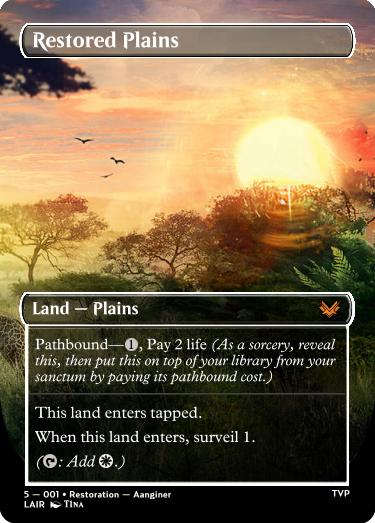 Restored Plains
Land — Plains
Pathbound—1, Pay 2 life (As a sorcery, reveal
this, then put this on top of your library from your
sanctum by paying its pathbound cost.)
This land enters tapped.
When this land enters, surveil 1.
(: Add .)
5 — 001 • Restoration — Aanginer
TVP
LAIR Tina